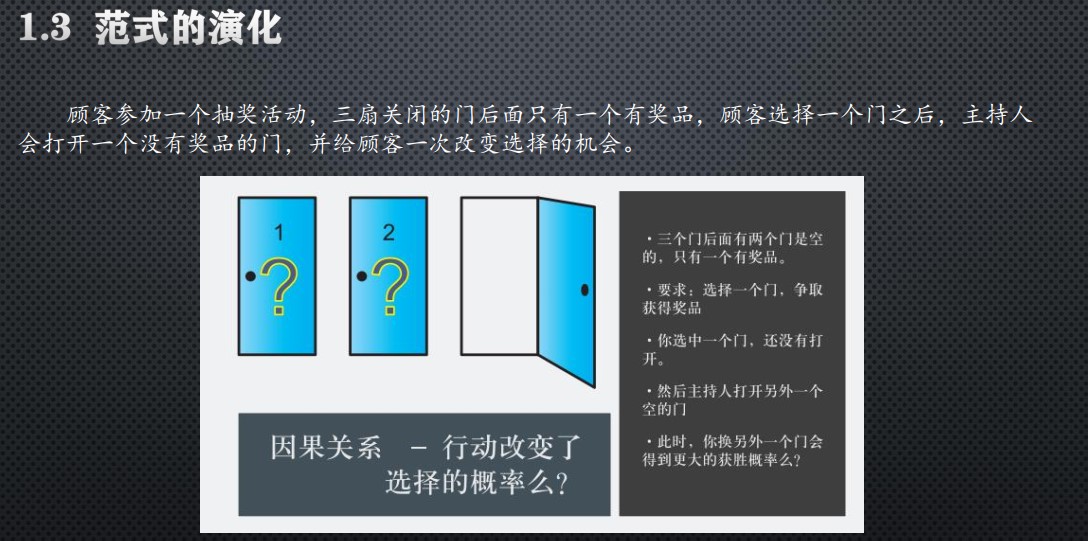 1.3 范式的演化
顾客参加一个抽奖活动，三扇关闭的门后面只有一个有奖品，顾客选择一个门之后，主持人
会打开一个没有奖品的门，并给顾客一次改变选择的机会。
1
2
?
?
·三个门后面有两个门是空
的，只有一个有奖品。
·要求：选择一个门，争取
获得奖品
·你选中一个门，还没有打
开。
·然后主持人打开另外一个
空的门
·此时，你换另外一个门会
得到更大的获胜概率么？
因果关系 – 行动改变了
选择的概率么？